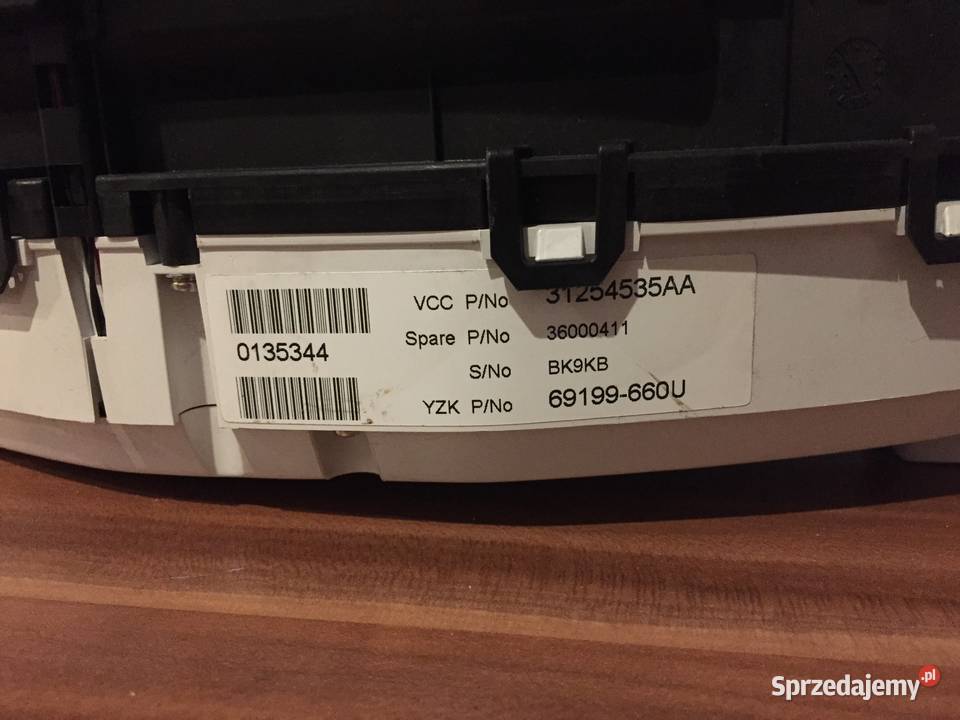 VCC P/No 31254535AA
Spare P/No 36000411
0135344
S/No BK9KB
YZK P/No 69199-660U
Sprzedajemy.pl